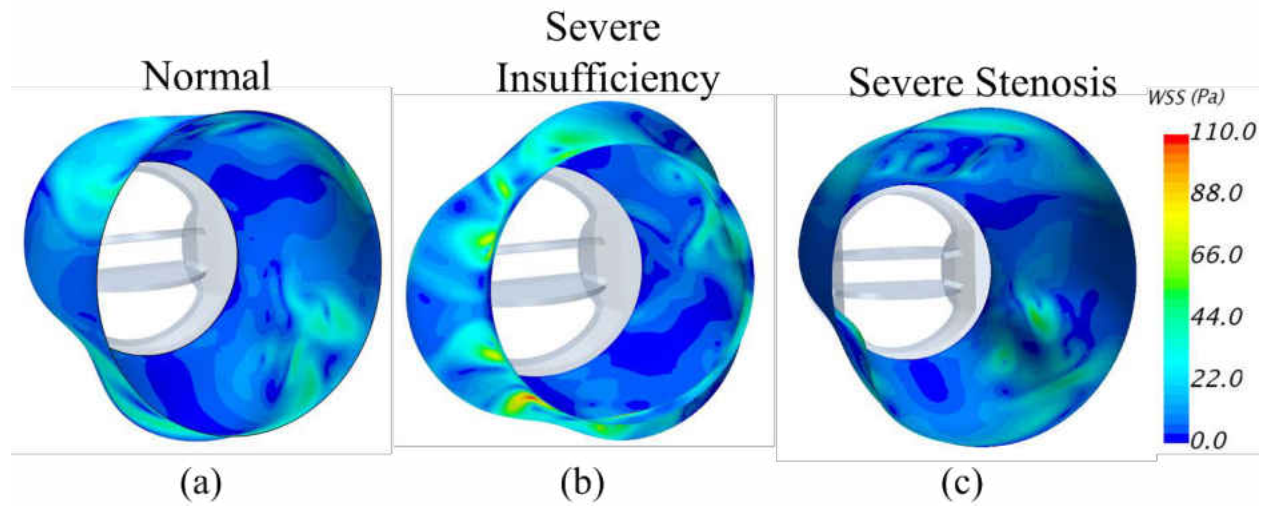 Normal
Severe
Insufficiency
Severe Stenosis
WSS (Pa)
110.0
88.0
66.0
44.0
22.0
0.0
(a)
(b)
(c)